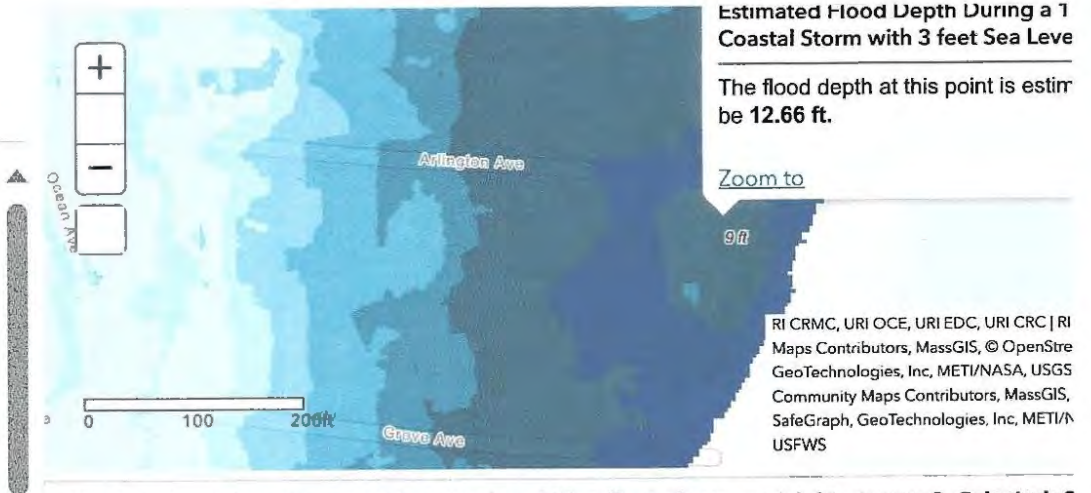 Estimated Flood Depth During a 1
Coastal Storm with 3 feet Sea Leve
The flood depth at this point is estim
be 12.66 ft.
Zoom to
+
−
Ocean Ave
Arlington Ave
9 ft
RI CRMC, URI OCE, URI EDC, URI CRC | RI
Maps Contributors, MassGIS, © OpenStre
GeoTechnologies, Inc, METI/NASA, USGS
Community Maps Contributors, MassGIS,
SafeGraph, GeoTechnologies, Inc, METI/N
USFWS
0 100 200ft
Grove Ave